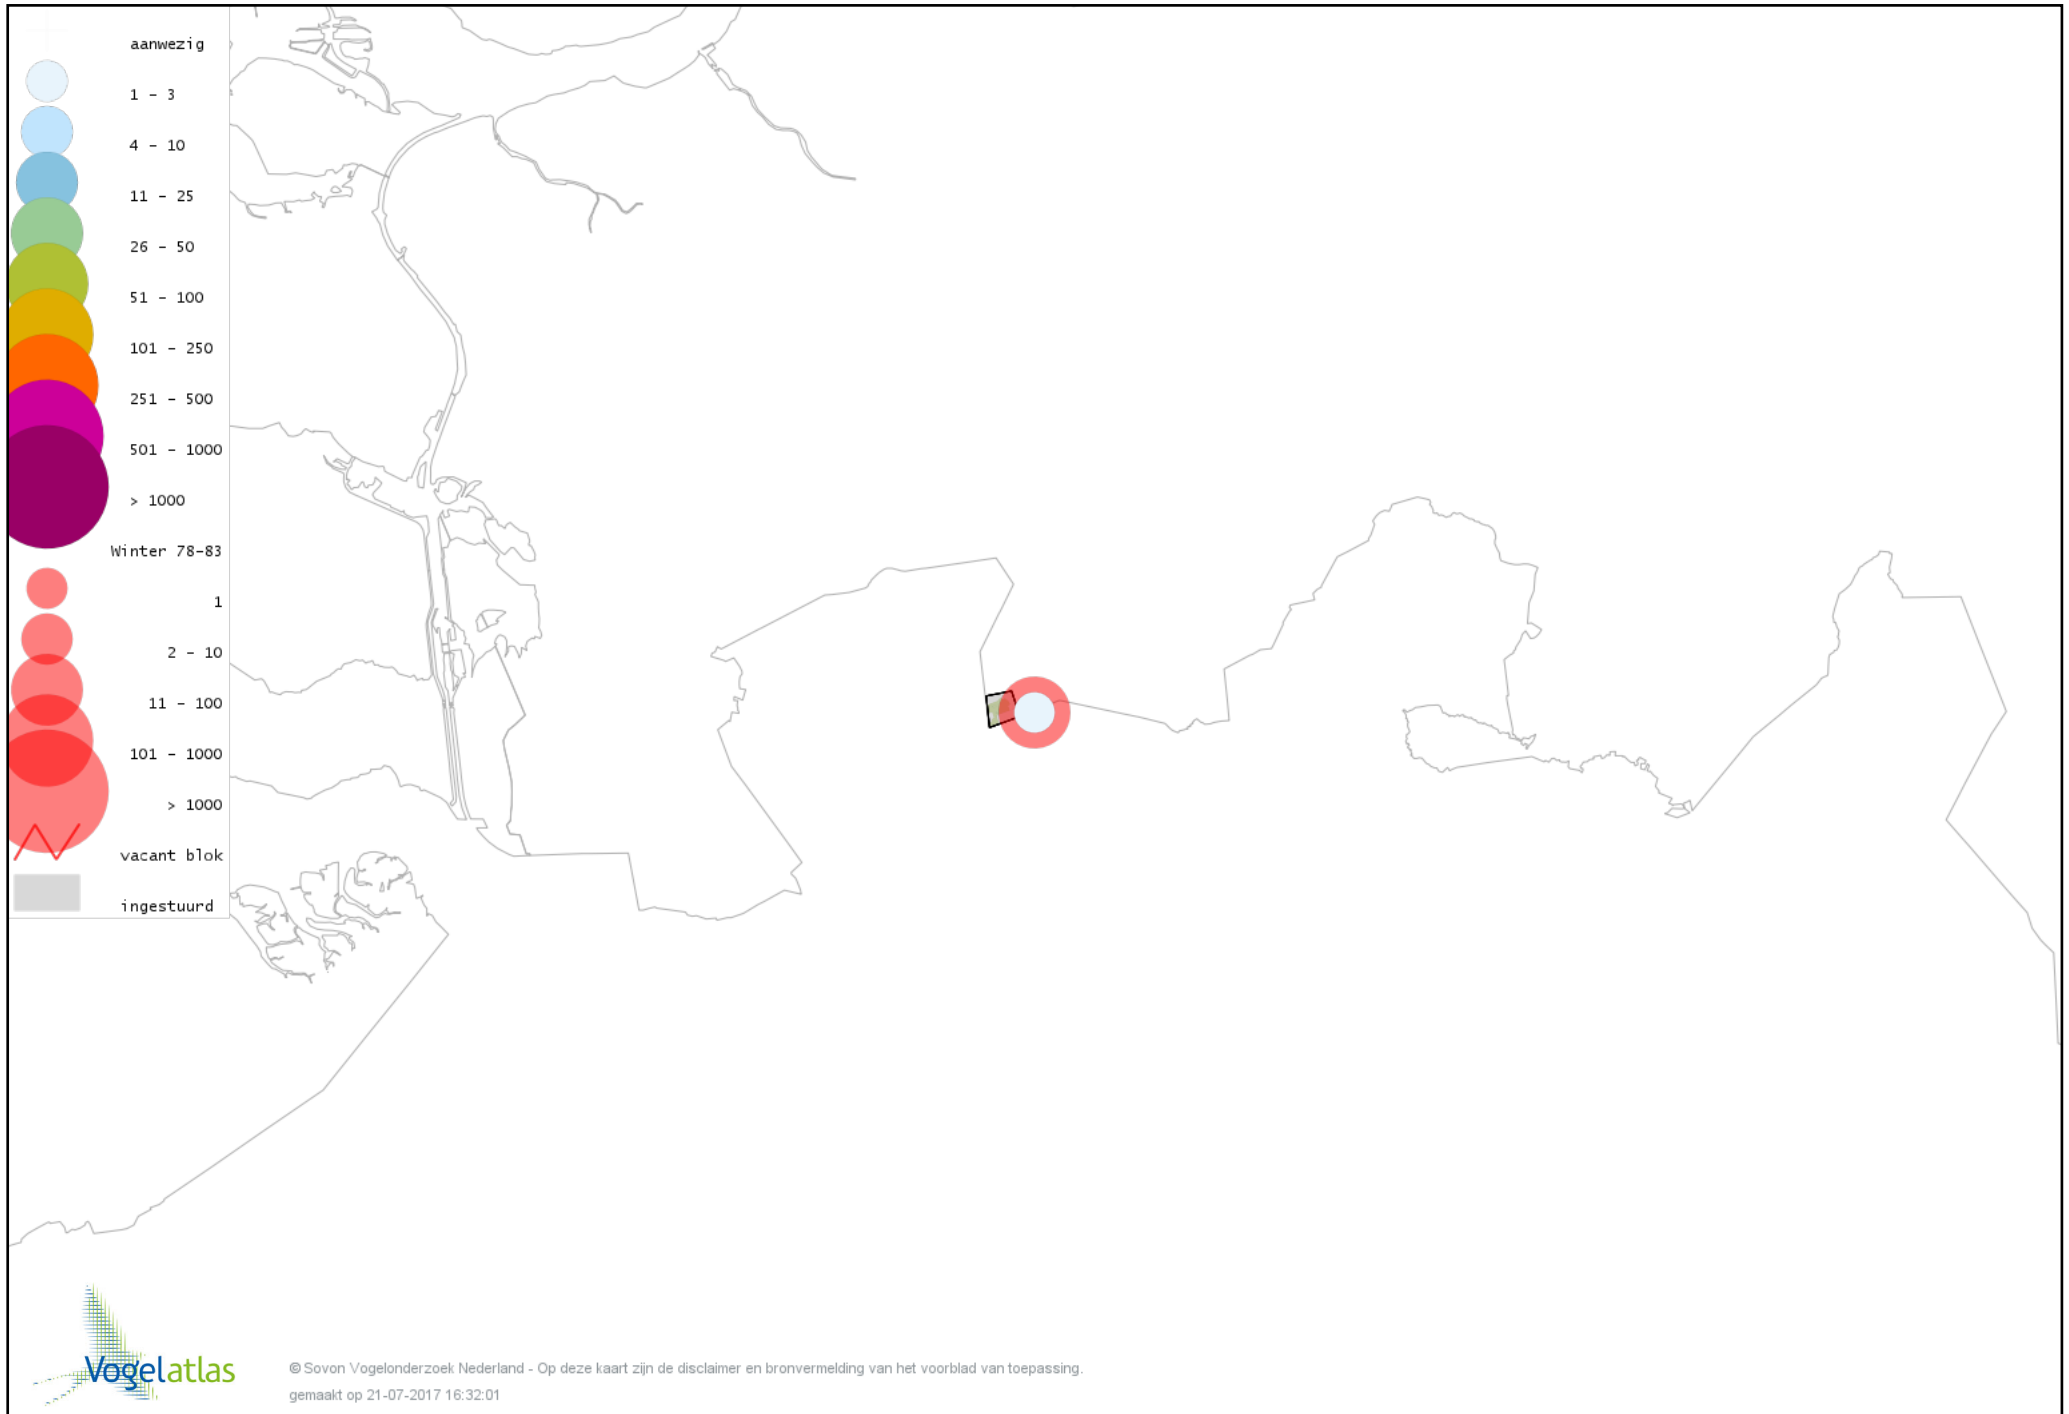 aanwezig
1 - 3
4 - 10
11 - 25
26 - 50
51 - 100
101 - 250
251 - 500
501 - 1000
> 1000
Winter 78-83
1
2 - 10
11 - 100
101 - 1000
> 1000
vacant blok
ingestuurd
Vogelatlas
© Sovon Vogelonderzoek Nederland - Op deze kaart zijn de disclaimer en bronvermelding van het voorblad van toepassing.
gemaakt op 21-07-2017 16:32:01